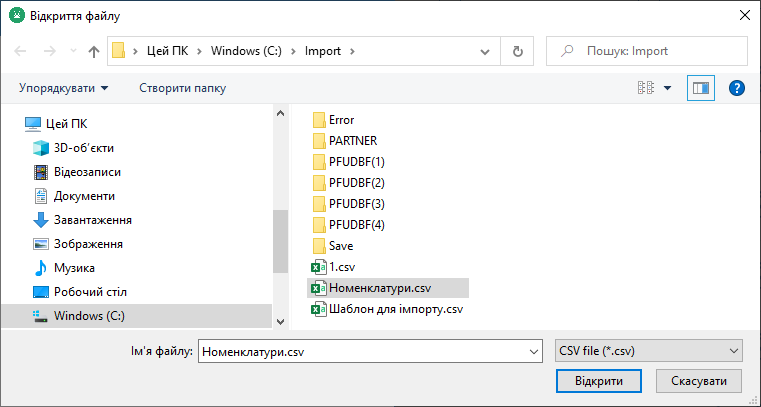 Відкриття файлу
Цей ПК > Windows (C:) > Import >
Пошук: Import
Упорядкувати
Створити папку
?
Цей ПК
3D-об'єкти
Відеозаписи
Документи
Завантаження
Зображення
Музика
Робочий стіл
Windows (C:)
Error
PARTNER
PFUDBF(1)
PFUDBF(2)
PFUDBF(3)
PFUDBF(4)
Save
1.csv
Номенклатури.csv
Шаблон для імпорту.csv
Ім'я файлу:
Номенклатури.csv
CSV file (*.csv)
Відкрити
Скасувати